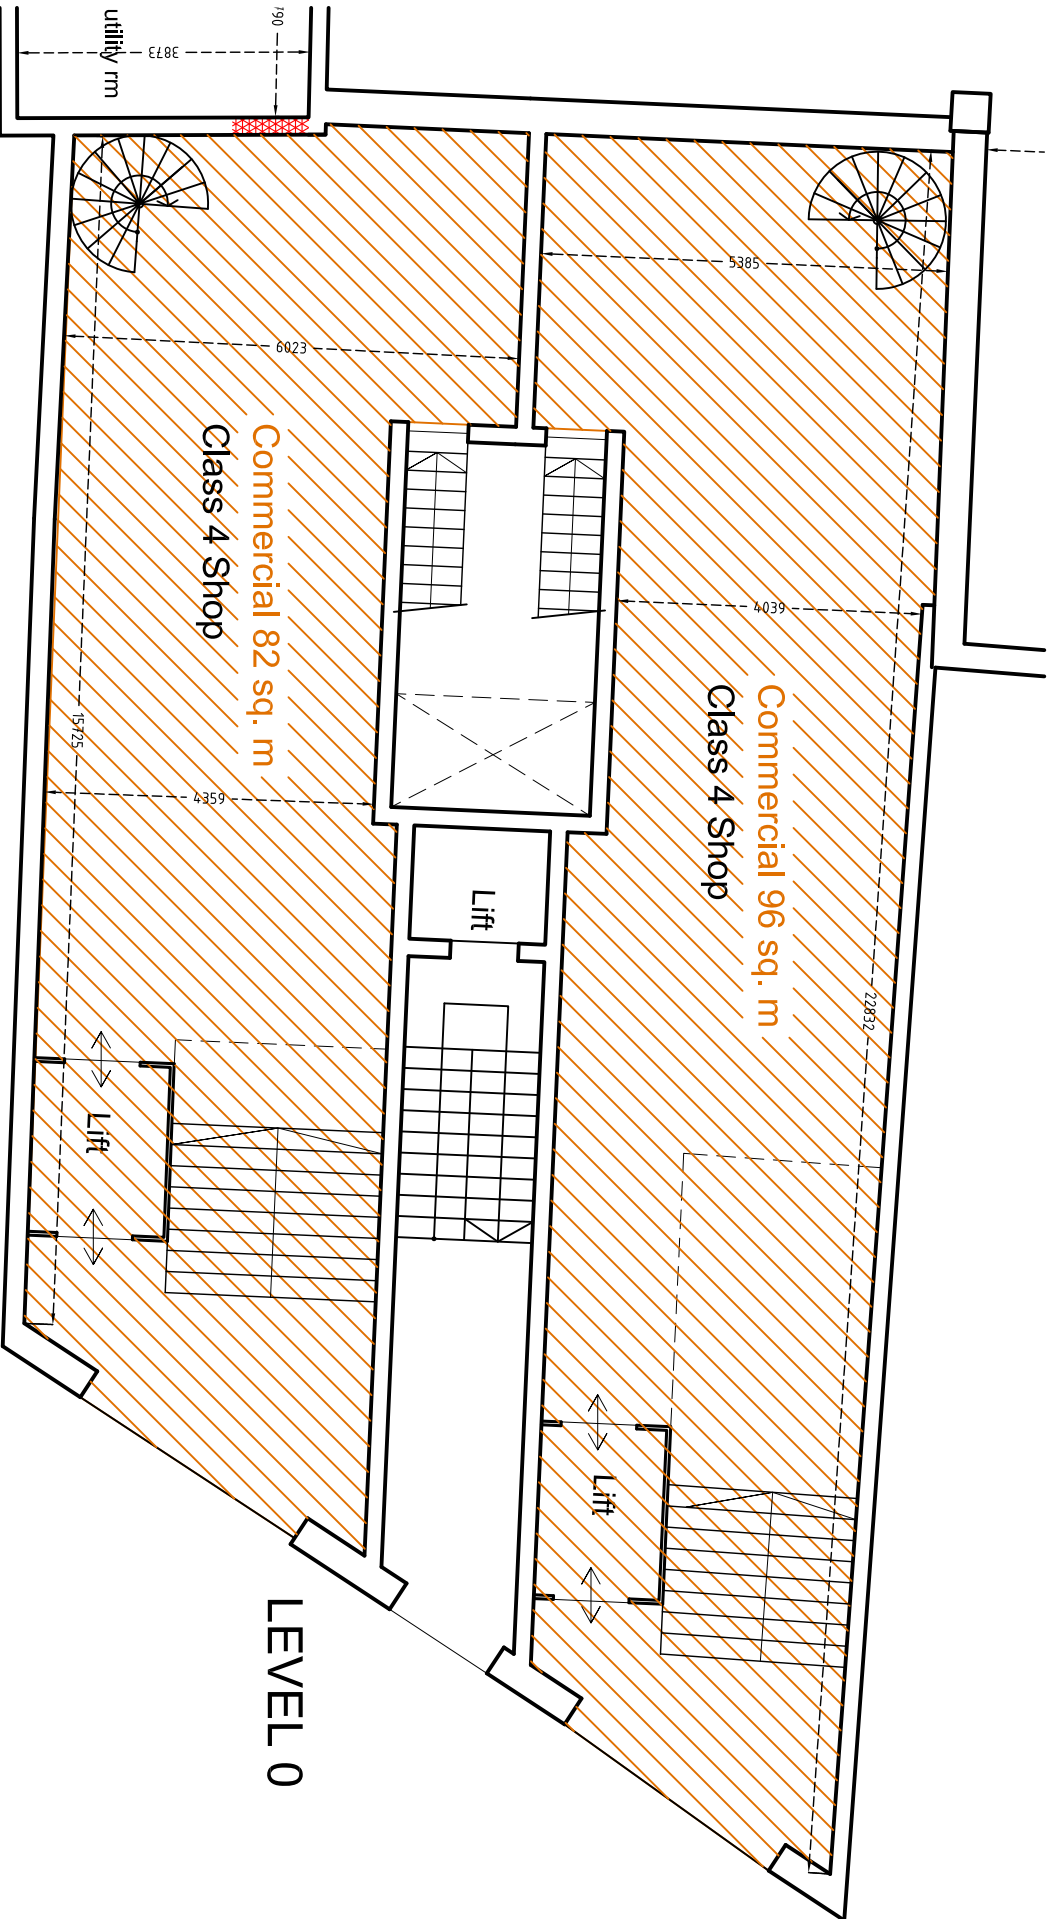 utility rm
3873
790
5385
6023
Commercial 82 sq. m
Class 4 Shop
4039
Commercial 96 sq. m
Class 4 Shop
15725
4359
Lift
22832
Lift
Lift
LEVEL 0